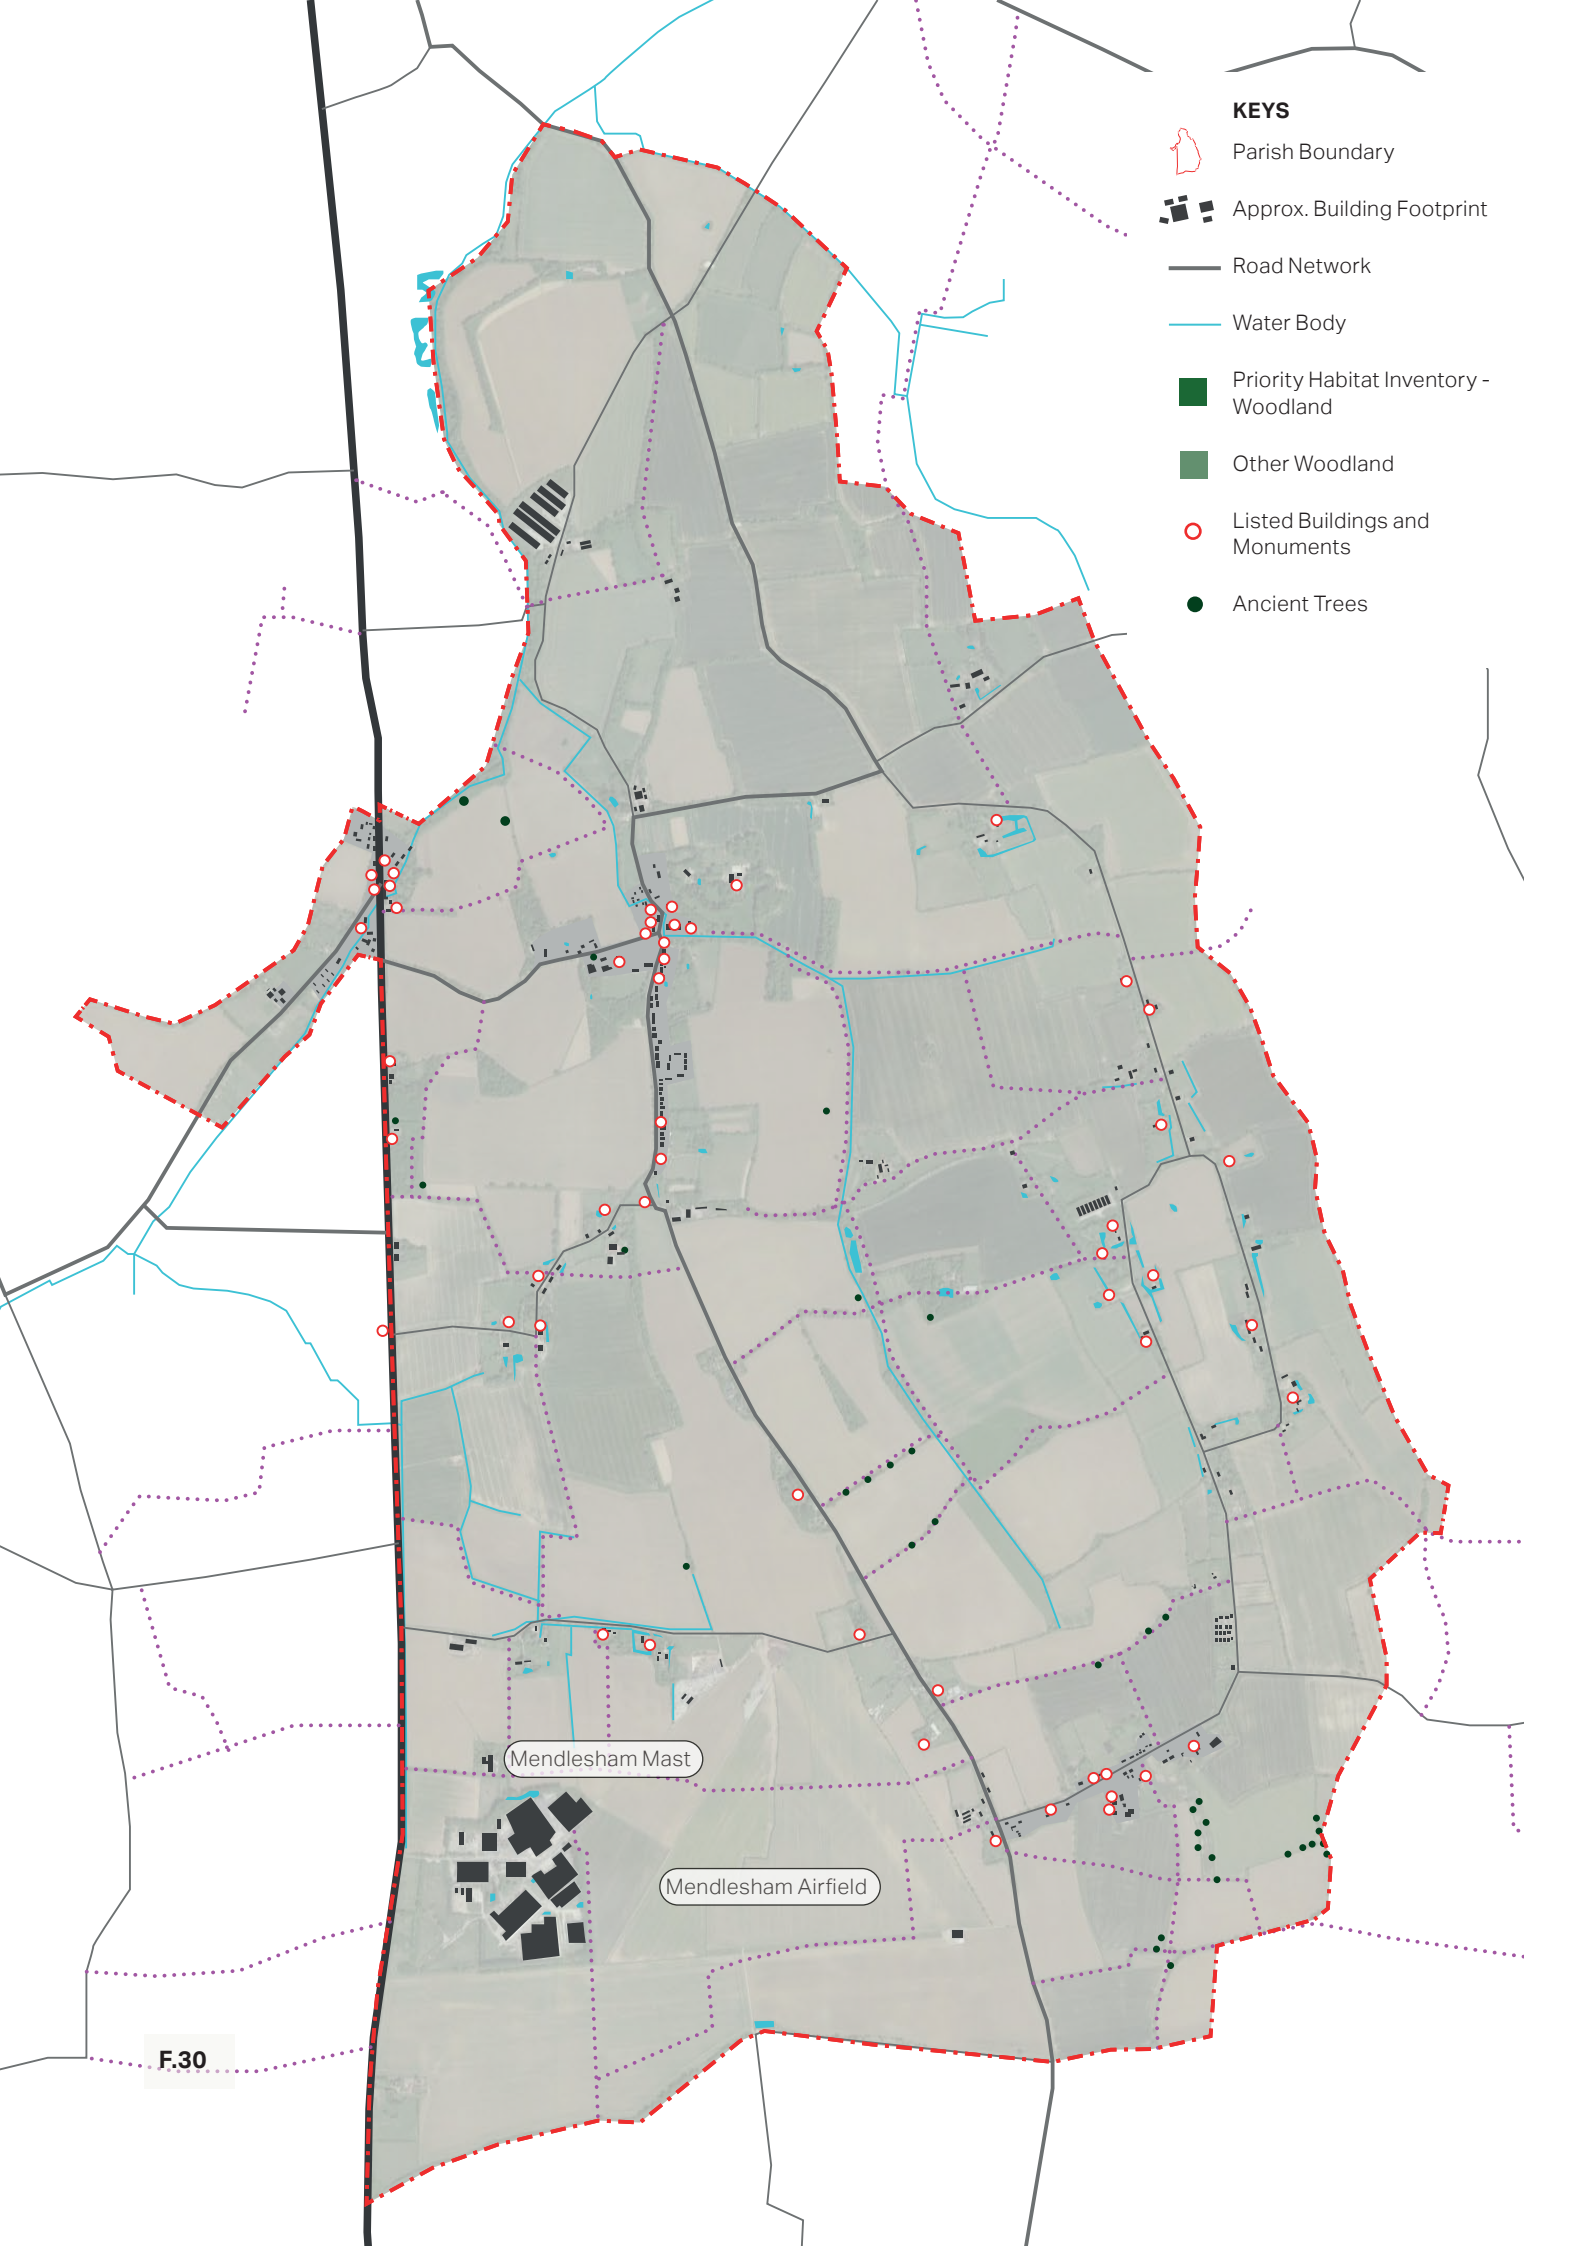 KEYS
Parish Boundary
Approx. Building Footprint
Road Network
Water Body
Priority Habitat Inventory -
Woodland
Other Woodland
Listed Buildings and
Monuments
Ancient Trees
Mendlesham Mast
Mendlesham Airfield
F.30